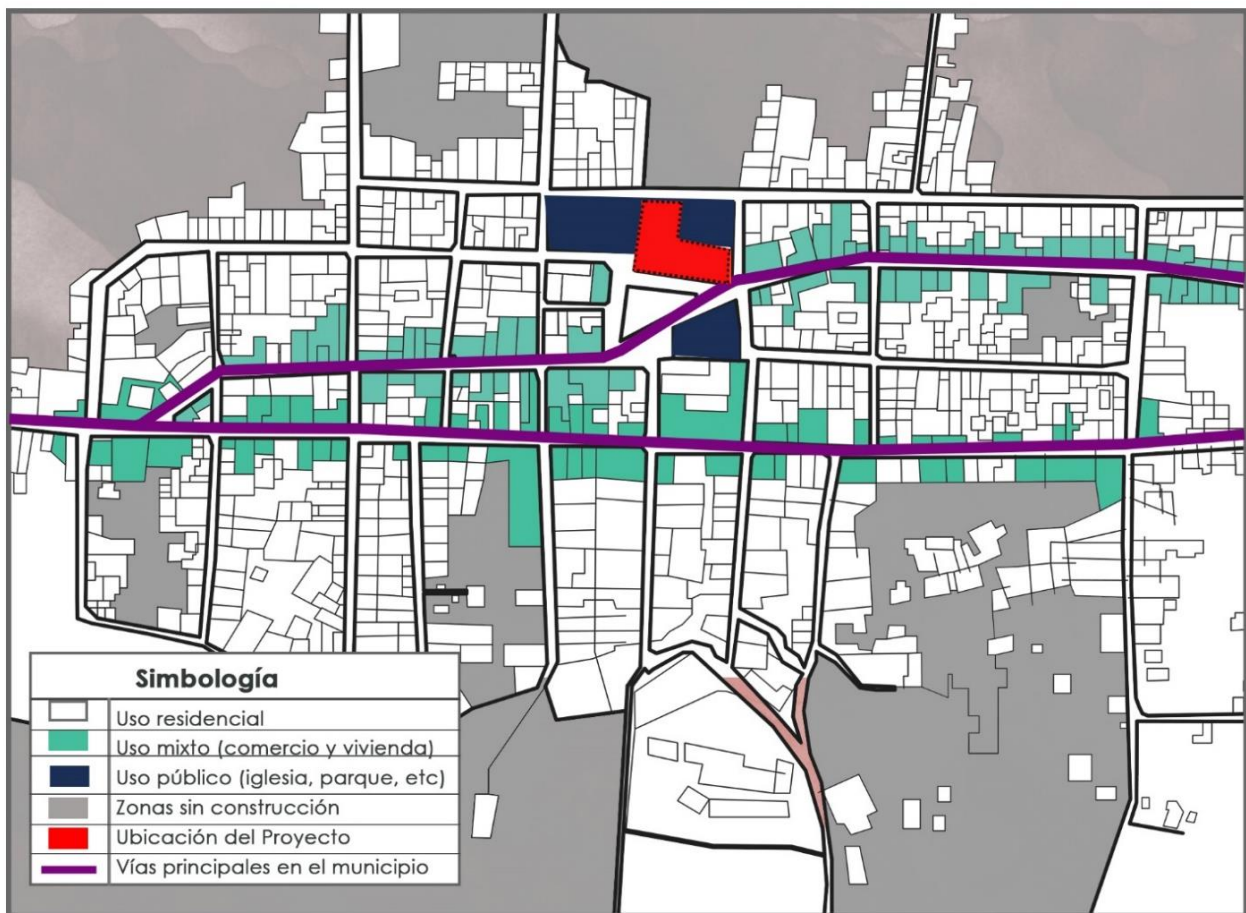 Simbología
Uso residencial
Uso mixto (comercio y vivienda)
Uso público (iglesia, parque, etc)
Zonas sin construcción
Ubicación del Proyecto
Vías principales en el municipio